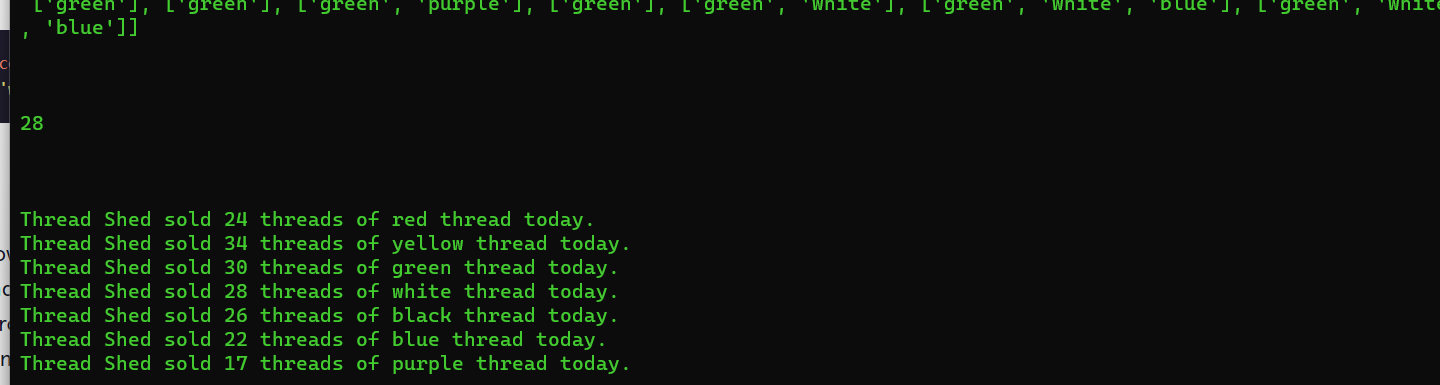 ['green'], ['green'], ['green', 'purple'], ['green'], ['green', 'white'], ['green', 'white', 'blue'], ['green', 'white
, 'blue']]
28
Thread Shed sold 24 threads of red thread today.
Thread Shed sold 34 threads of yellow thread today.
Thread Shed sold 30 threads of green thread today.
Thread Shed sold 28 threads of white thread today.
Thread Shed sold 26 threads of black thread today.
Thread Shed sold 22 threads of blue thread today.
Thread Shed sold 17 threads of purple thread today.